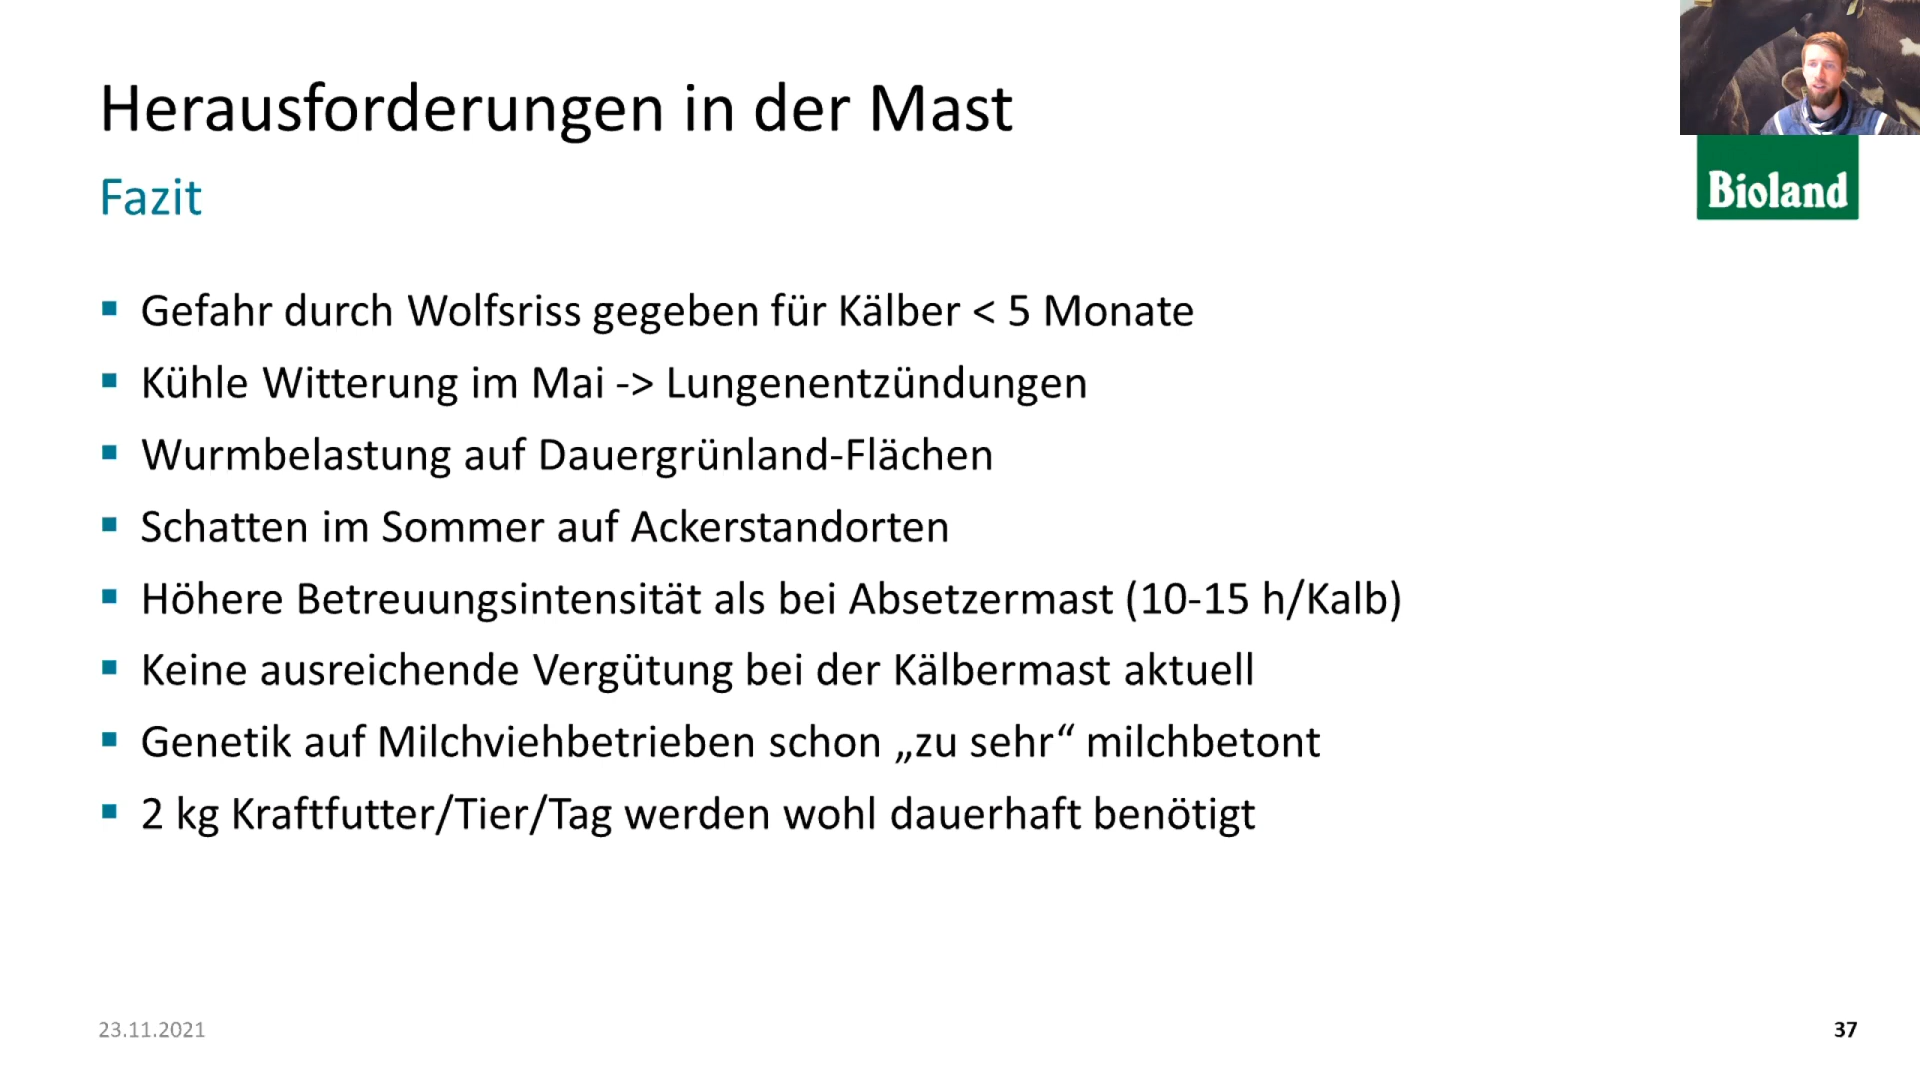 Herausforderungen in der Mast
Fazit
Bioland
▪ Gefahr durch Wolfsriss gegeben für Kälber < 5 Monate
▪ Kühle Witterung im Mai -> Lungenentzündungen
▪ Wurmbelastung auf Dauergrünland-Flächen
▪ Schatten im Sommer auf Ackerstandorten
▪ Höhere Betreuungsintensität als bei Absetzermast (10-15 h/Kalb)
▪ Keine ausreichende Vergütung bei der Kälbermast aktuell
▪ Genetik auf Milchviehbetrieben schon „zu sehr“ milchbetont
▪ 2 kg Kraftfutter/Tier/Tag werden wohl dauerhaft benötigt
23.11.2021
37